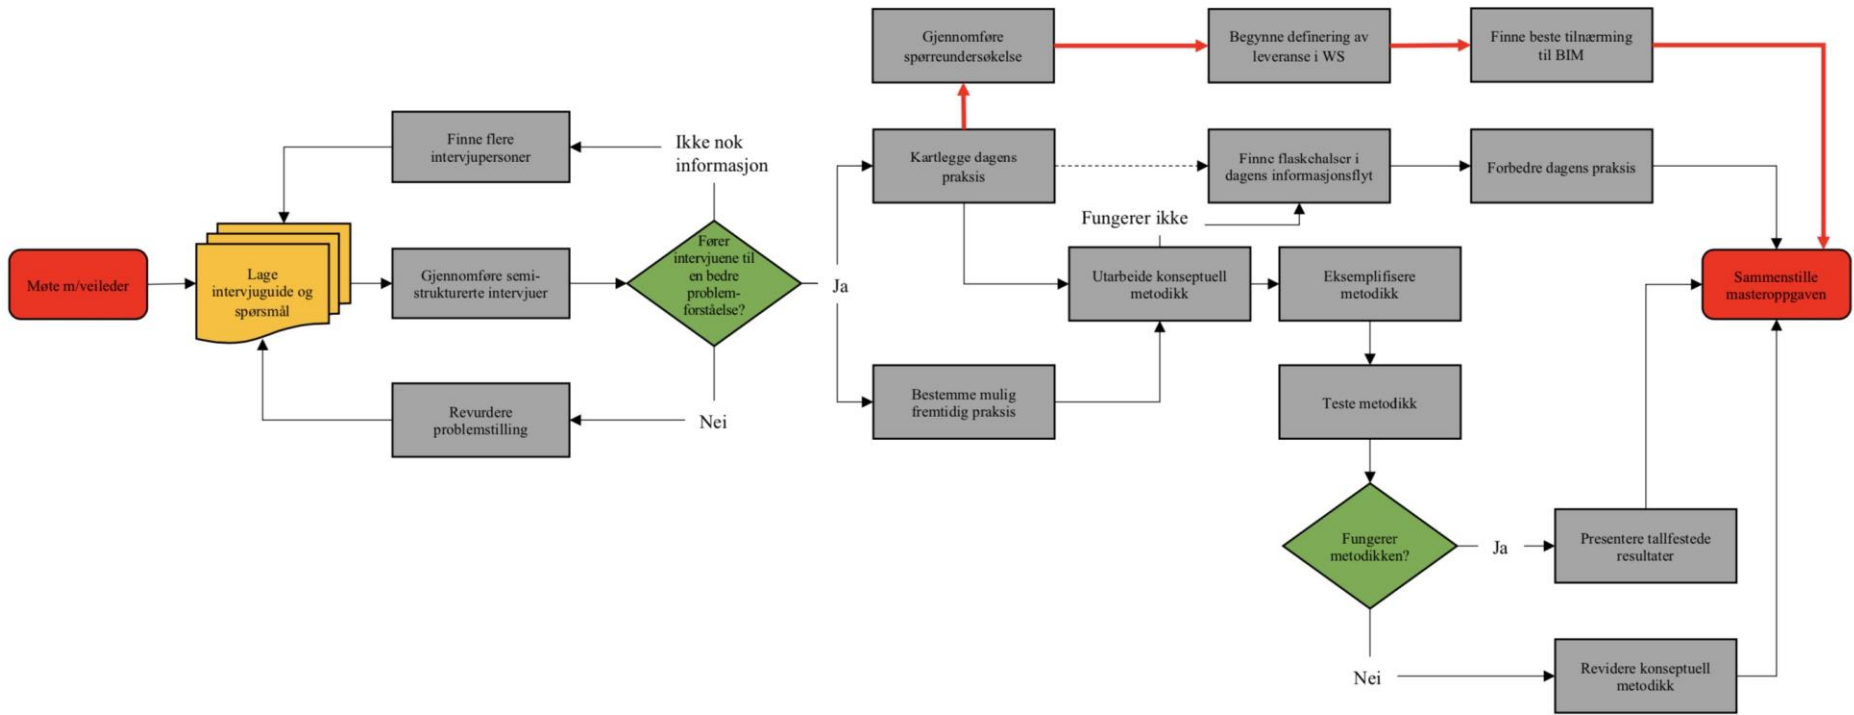 Møte m/veileder
Lage
intervjuguide og
spørsmål
Finne flere
intervjupersoner
Gjennomføre semi-
strukturerte intervjuer
Revurdere
problemstilling
Ikke nok
informasjon
Fører
intervjuene til
en bedre
problem-
forståelse?
Nei
Ja
Gjennomføre
spørreundersøkelse
Begynne definering av
leveranse i WS
Finne beste tilnærming
til BIM
Kartlegge dagens
praksis
Finne flaskehalser i
dagens informasjonsflyt
Forbedre dagens praksis
Fungerer ikke
Utarbeide konseptuell
metodikk
Eksemplifisere
metodikk
Sammenstille
masteroppgaven
Bestemme mulig
fremtidig praksis
Teste metodikk
Fungerer
metodikken?
Ja
Presentere tallfestede
resultater
Nei
Revidere konseptuell
metodikk